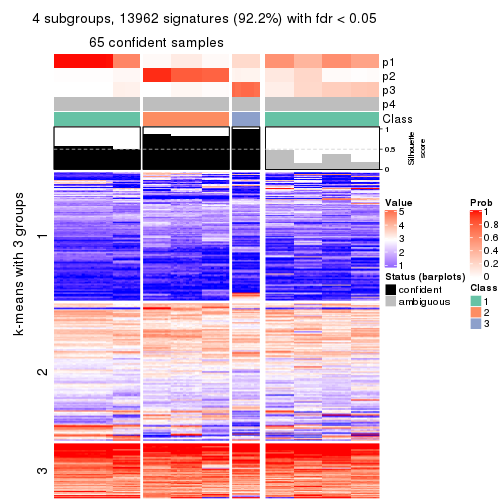 4 subgroups, 13962 signatures (92.2%) with fdr < 0.05
65 confident samples
p1
p2
p3
p4
Class
1
0.5
0
Silhouette
score
k-means with 3 groups
1
2
3
Value
5
4
3
2
1
Status (barplots)
confident
ambiguous
Prob
1
0.8
0.6
0.4
0.2
0
Class
1
2
3